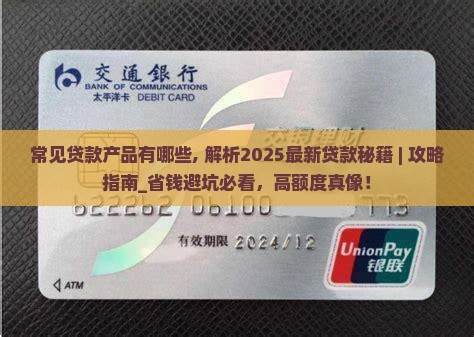 交通銀行
BANK OF COMMUNICATIONS
太平洋卡 DEBIT CARD
常见贷款产品有哪些, 解析2025最新贷款秘籍 | 攻略
指南_省钱避坑必看，高额度真像！
有效期限 2024/12
UnionPay
银联
ATM